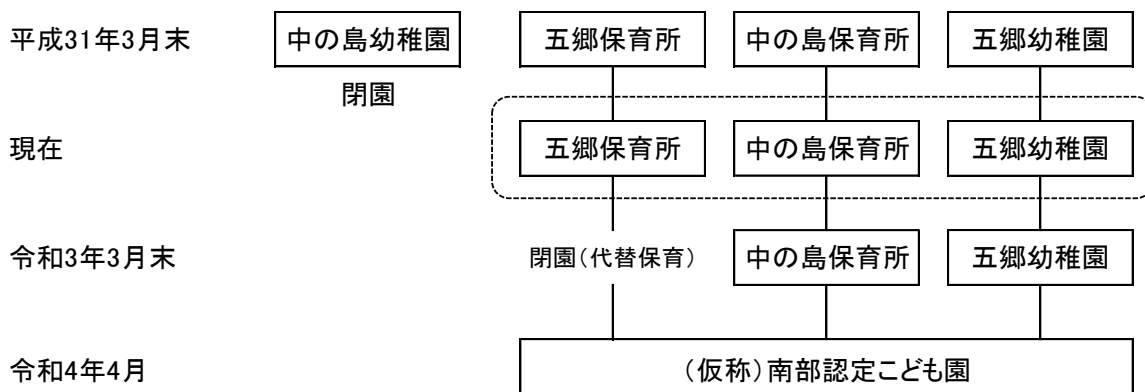 平成31年3月末 中の島幼稚園 五郷保育所 中の島保育所 五郷幼稚園
閉園
現在 五郷保育所 中の島保育所 五郷幼稚園
令和3年3月末 閉園(代替保育) 中の島保育所 五郷幼稚園
令和4年4月 (仮称)南部認定こども園